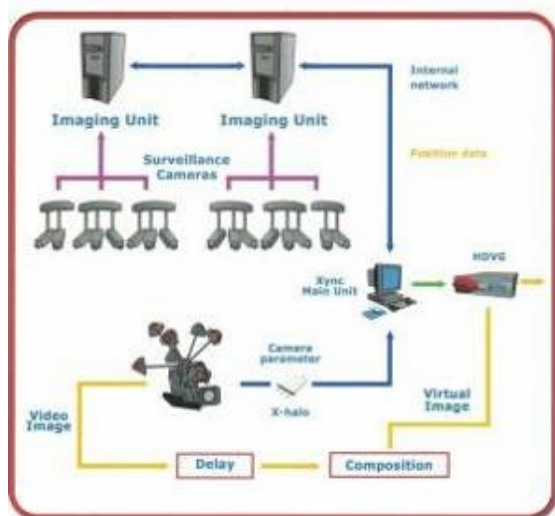 Internal
network
Imaging Unit
Imaging Unit
Surveillance
Cameras
Position data
HDVG
Xync
Main Unit
Camera
parameter
X-halo
Video
Image
Virtual
Image
Delay
Composition